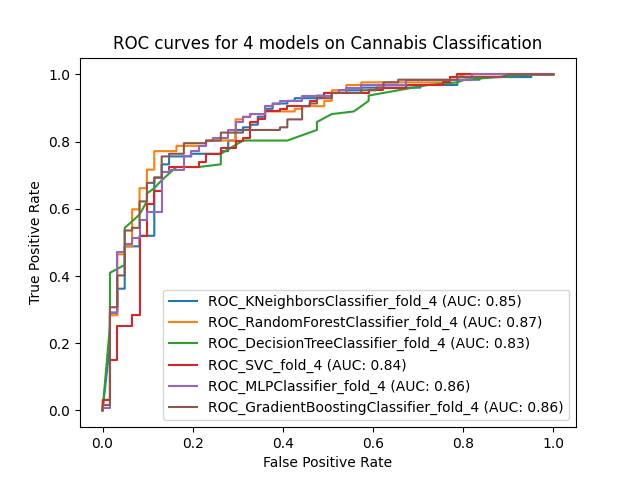 ROC curves for 4 models on Cannabis Classification
1.0
0.8
0.6
0.4
0.2
0.0
True Positive Rate
ROC_KNeighborsClassifier_fold_4 (AUC: 0.85)
ROC_RandomForestClassifier_fold_4 (AUC: 0.87)
ROC_DecisionTreeClassifier_fold_4 (AUC: 0.83)
ROC_SVC_fold_4 (AUC: 0.84)
ROC_MLPClassifier_fold_4 (AUC: 0.86)
ROC_GradientBoostingClassifier_fold_4 (AUC: 0.86)
0.0 0.2 0.4 0.6 0.8 1.0
False Positive Rate